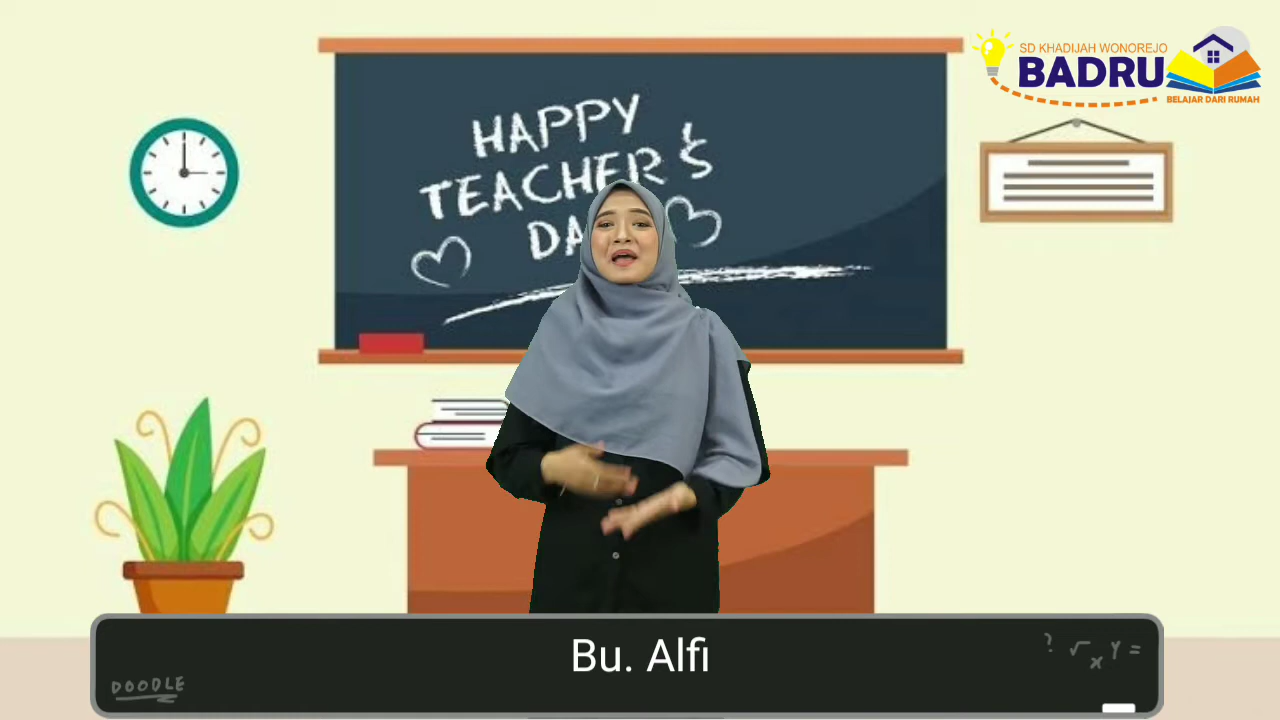 SD KHADIJAH WONOREJO
BADRU
BELAJAR DARI RUMAH
HAPPY
TEACHER'S
DA
Bu. Alfi
? √x Y =
DOODLE